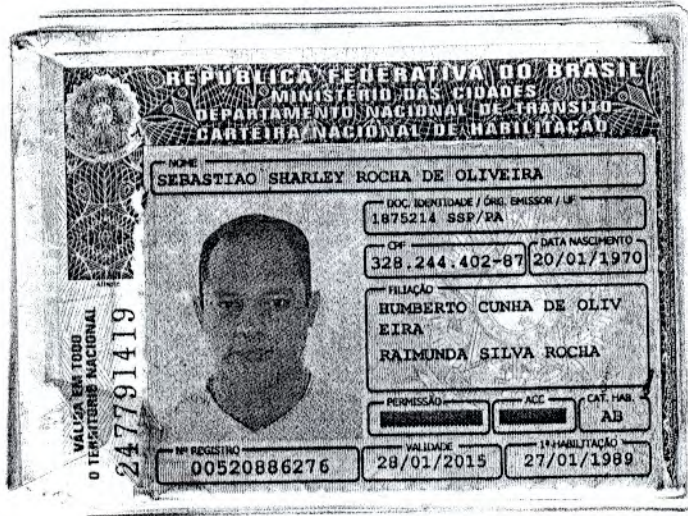 REPÚBLICA FEDERATIVA DO BRASIL
MINISTÉRIO DAS CIDADES
DEPARTAMENTO NACIONAL DE TRÂNSITO
CARTEIRA NACIONAL DE HABILITAÇÃO
NOME
SEBASTIAO SHARLEY ROCHA DE OLIVEIRA
DOC. IDENTIDADE / ÓRG. EMISSOR / UF
1875214 SSP/PA
CPF
328.244.402-87
DATA NASCIMENTO
20/01/1970
FILIAÇÃO
HUMBERTO CUNHA DE OLIV
EIRA
RAIMUNDA SILVA ROCHA
PERMISSÃO
ACC
CAT. HAB.
AB
Nº REGISTRO
00520886276
VALIDADE
28/01/2015
1ª HABILITAÇÃO
27/01/1989
VÁLIDA EM TODO
O TERRITÓRIO NACIONAL
2477791419